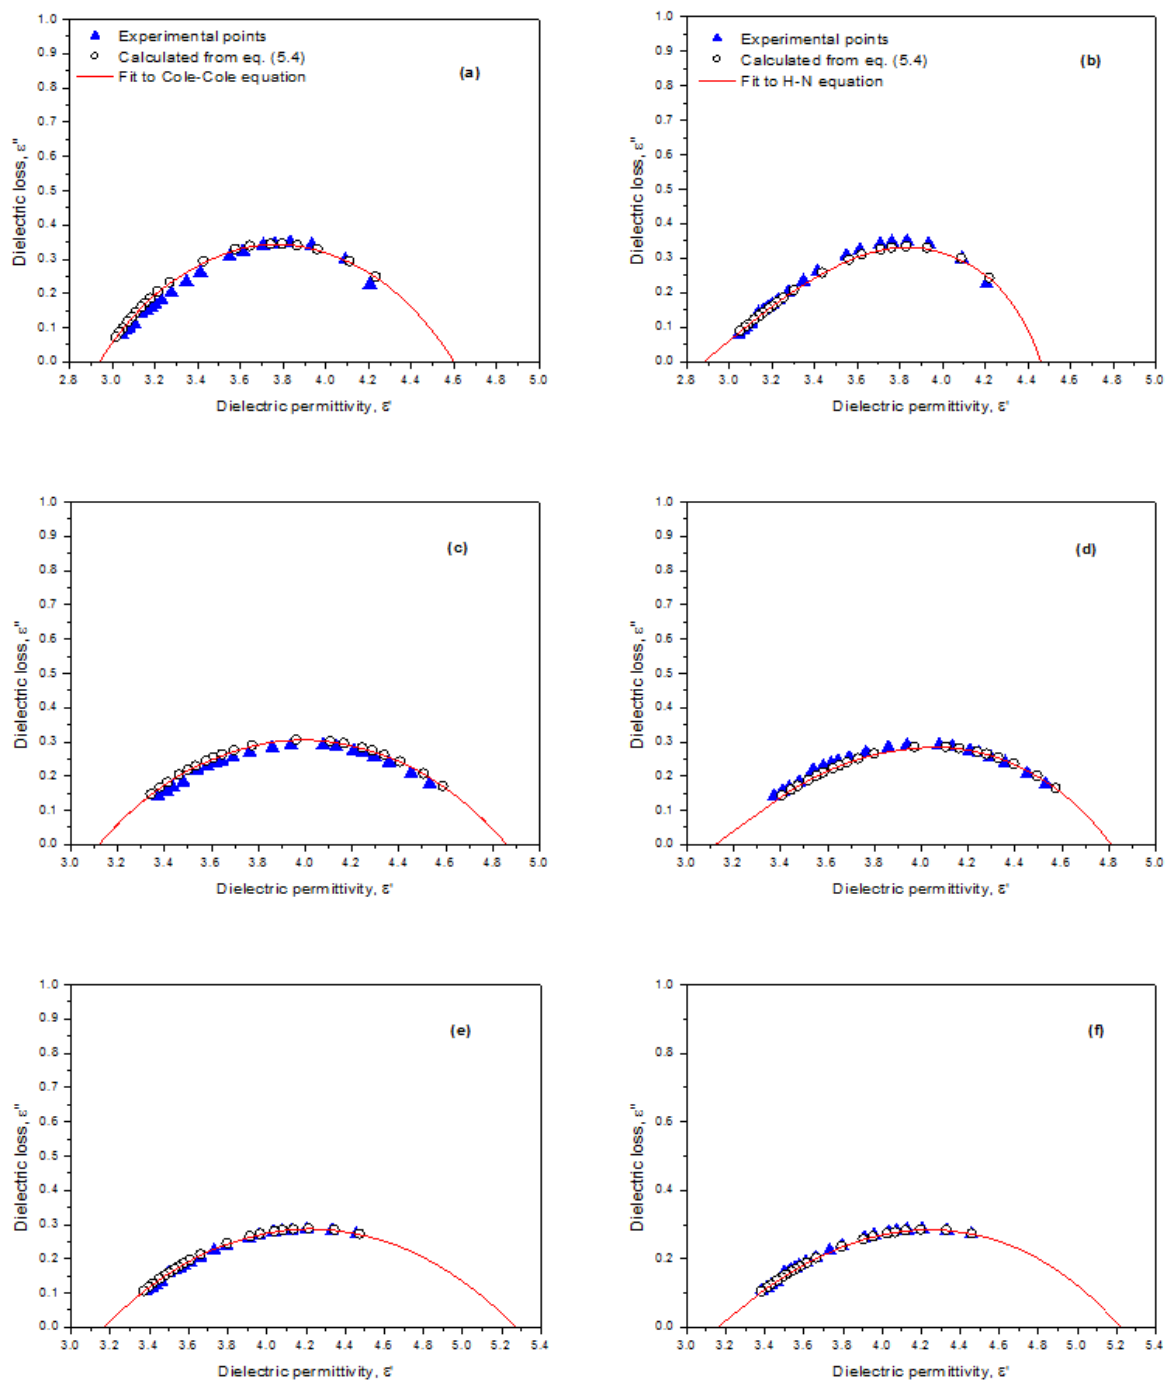 1.0
0.9
0.8
0.7
0.6
0.5
0.4
0.3
0.2
0.1
0.0
Dielectric loss, ε"
Experimental points
Calculated from eq. (5.4)
Fit to Cole-Cole equation
(a)
2.8 3.0 3.2 3.4 3.6 3.8 4.0 4.2 4.4 4.6 4.8 5.0
Dielectric permittivity, ε'
1.0
0.9
0.8
0.7
0.6
0.5
0.4
0.3
0.2
0.1
0.0
Dielectric loss, ε"
Experimental points
Calculated from eq. (5.4)
Fit to H-N equation
(b)
2.8 3.0 3.2 3.4 3.6 3.8 4.0 4.2 4.4 4.6 4.8 5.0
Dielectric permittivity, ε'
1.0
0.9
0.8
0.7
0.6
0.5
0.4
0.3
0.2
0.1
0.0
Dielectric loss, ε"
(c)
3.0 3.2 3.4 3.6 3.8 4.0 4.2 4.4 4.6 4.8 5.0
Dielectric permittivity, ε'
1.0
0.9
0.8
0.7
0.6
0.5
0.4
0.3
0.2
0.1
0.0
Dielectric loss, ε"
(d)
3.0 3.2 3.4 3.6 3.8 4.0 4.2 4.4 4.6 4.8 5.0
Dielectric permittivity, ε'
1.0
0.9
0.8
0.7
0.6
0.5
0.4
0.3
0.2
0.1
0.0
Dielectric loss, ε"
(e)
3.0 3.2 3.4 3.6 3.8 4.0 4.2 4.4 4.6 4.8 5.0 5.2 5.4
Dielectric permittivity, ε'
1.0
0.8
0.6
0.4
0.2
0.0
Dielectric loss, ε"
(f)
3.0 3.2 3.4 3.6 3.8 4.0 4.2 4.4 4.6 4.8 5.0 5.2 5.4
Dielectric permittivity, ε'